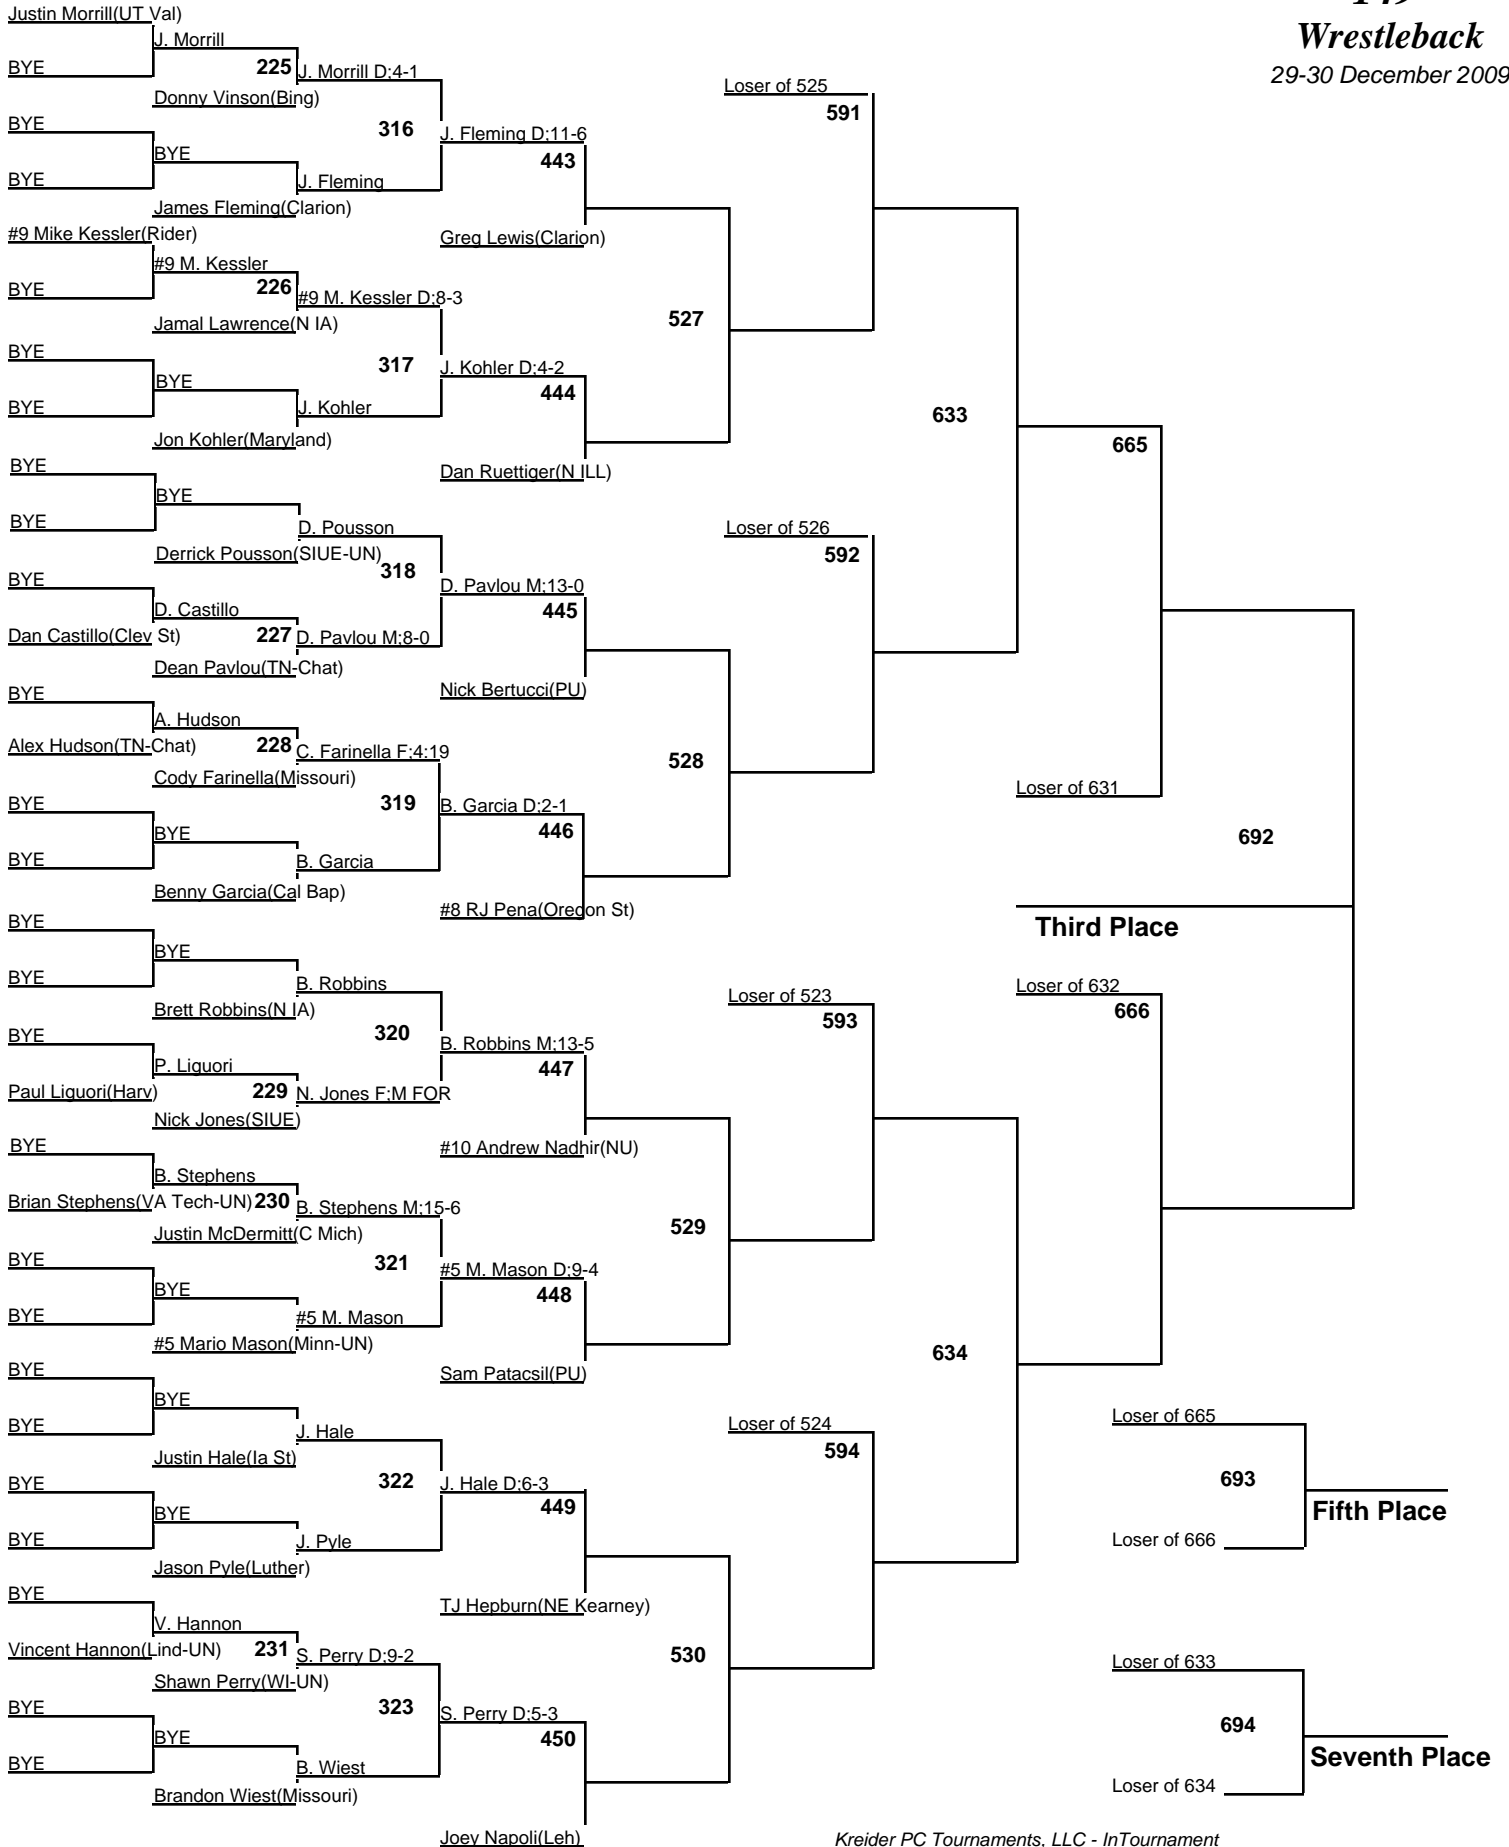 Wrestleback
29-30 December 2009
Justin Morrill(UT Val)
J. Morrill
BYE
225
J. Morrill D;4-1
Donny Vinson(Bing)
BYE
316
J. Fleming D;11-6
BYE
443
BYE
J. Fleming
James Fleming(Clarion)
Greg Lewis(Clarion)
#9 Mike Kessler(Rider)
#9 M. Kessler
BYE
226
#9 M. Kessler D;8-3
Jamal Lawrence(N IA)
527
BYE
317
J. Kohler D;4-2
BYE
444
BYE
J. Kohler
Jon Kohler(Maryland)
Dan Ruettiger(N ILL)
BYE
BYE
BYE
D. Pousson
Derrick Pousson(SIUE-UN)
318
BYE
D. Pavlou M;13-0
D. Castillo
445
Dan Castillo(Clev St)
227
D. Pavlou M;8-0
Dean Pavlou(TN-Chat)
Nick Bertucci(PU)
BYE
A. Hudson
Alex Hudson(TN-Chat)
228
C. Farinella F;4:19
528
Cody Farinella(Missouri)
BYE
319
B. Garcia D;2-1
BYE
446
BYE
B. Garcia
Benny Garcia(Cal Bap)
#8 RJ Pena(Oregon St)
BYE
BYE
BYE
B. Robbins
Brett Robbins(N IA)
320
BYE
B. Robbins M;13-5
P. Liguori
447
Paul Liguori(Harv)
229
N. Jones F;M FOR
Nick Jones(SIUE)
#10 Andrew Nadhir(NU)
BYE
B. Stephens
Brian Stephens(VA Tech-UN)
230
B. Stephens M;15-6
529
Justin McDermitt(C Mich)
BYE
321
#5 M. Mason D;9-4
BYE
448
BYE
#5 M. Mason
#5 Mario Mason(Minn-UN)
Sam Patacsil(PU)
BYE
BYE
BYE
J. Hale
Justin Hale(Ia St)
BYE
322
J. Hale D;6-3
BYE
449
BYE
J. Pyle
Jason Pyle(Luther)
TJ Hepburn(NE Kearney)
BYE
V. Hannon
Vincent Hannon(Lind-UN)
231
S. Perry D;9-2
530
Shawn Perry(WI-UN)
BYE
323
S. Perry D;5-3
BYE
450
BYE
B. Wiest
Brandon Wiest(Missouri)
Joey Napoli(Leh)
Loser of 525
591
633
665
Loser of 526
592
Loser of 631
692
Third Place
Loser of 523
593
Loser of 632
666
634
Loser of 524
594
Loser of 665
693
Fifth Place
Loser of 666
Loser of 633
694
Seventh Place
Loser of 634
Kreider PC Tournaments, LLC - InTournament